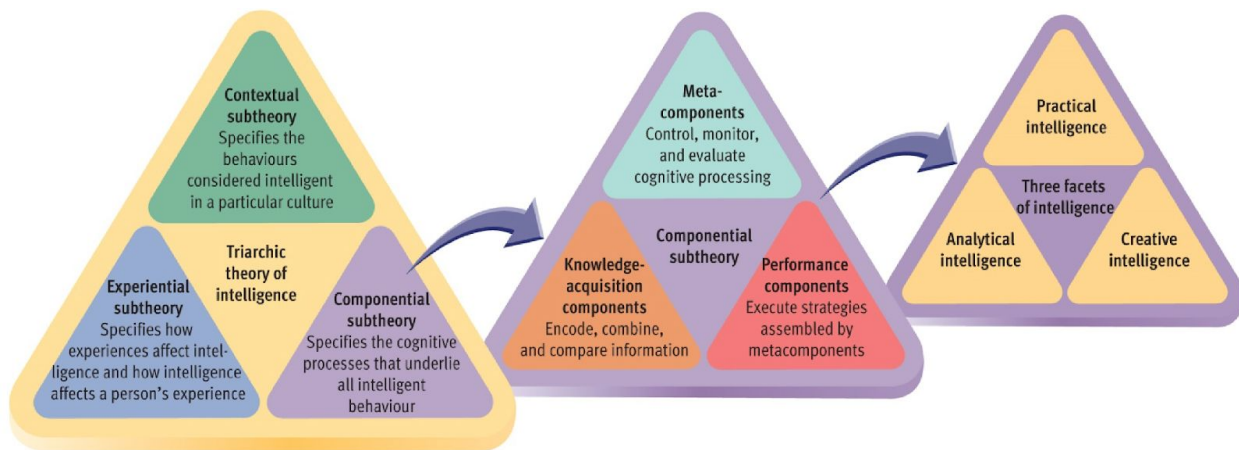 Contextual
subtheory
Specifies the
behaviours
considered intelligent
in a particular culture
Triarchic
theory of
intelligence
Experiential
subtheory
Specifies how
experiences affect intel-
ligence and how intelligence
affects a person's experience
Componential
subtheory
Specifies the cognitive
processes that underlie
all intelligent
behaviour
Meta-
components
Control, monitor,
and evaluate
cognitive processing
Componential
subtheory
Knowledge-
acquisition
components
Encode, combine,
and compare information
Performance
components
Execute strategies
assembled by
metacomponents
Practical
intelligence
Three facets
of intelligence
Analytical
intelligence
Creative
intelligence